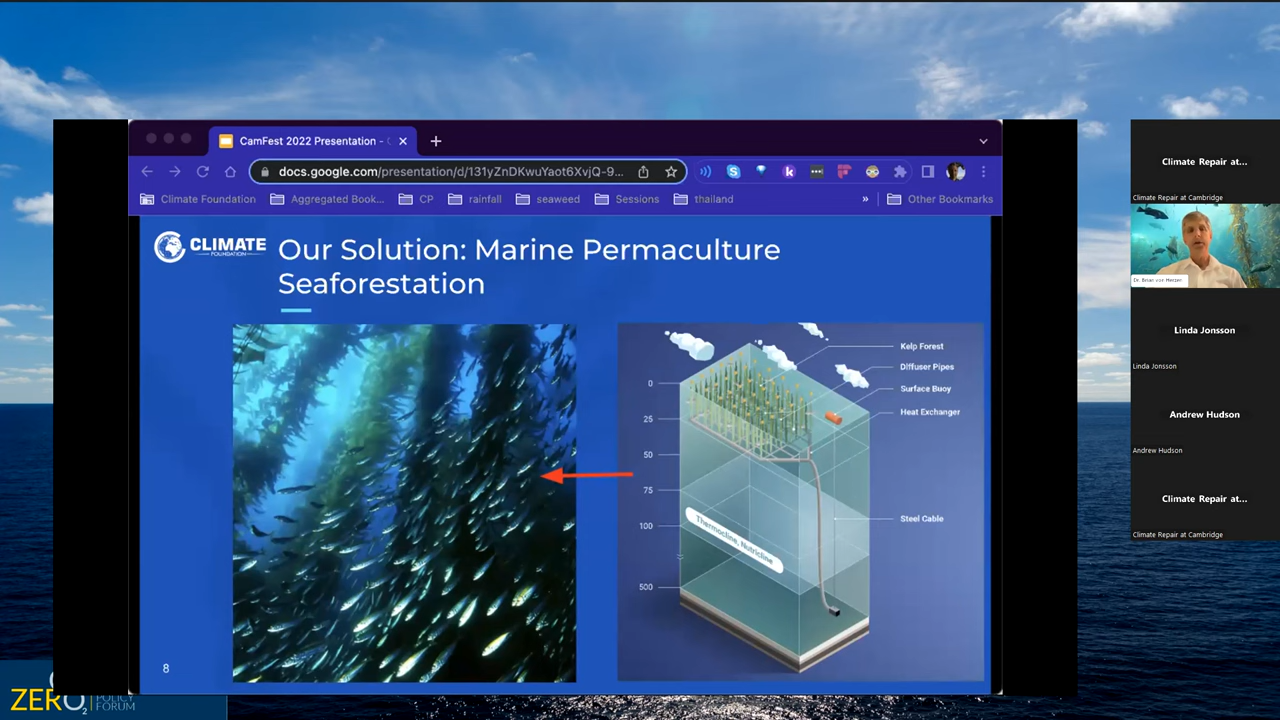 CamFest 2022 Presentation -
docs.google.com/presentation/d/131yZnDKwuYaot6XvjQ-9...
Climate Foundation
Aggregated Book...
CP
rainfall
seaweed
Sessions
thailand
»
Other Bookmarks
CLIMATE
FOUNDATION
Our Solution: Marine Permaculture
Seaforestation
Kelp Forest
Diffuser Pipes
Surface Buoy
Heat Exchanger
Steel Cable
0
25
50
75
100
500
Thermocline, Nutricline
8
ZERO2
POLICY
FORUM
Climate Repair at...
Climate Repair at Cambridge
Linda Jonsson
Linda Jonsson
Andrew Hudson
Andrew Hudson
Climate Repair at...
Climate Repair at Cambridge